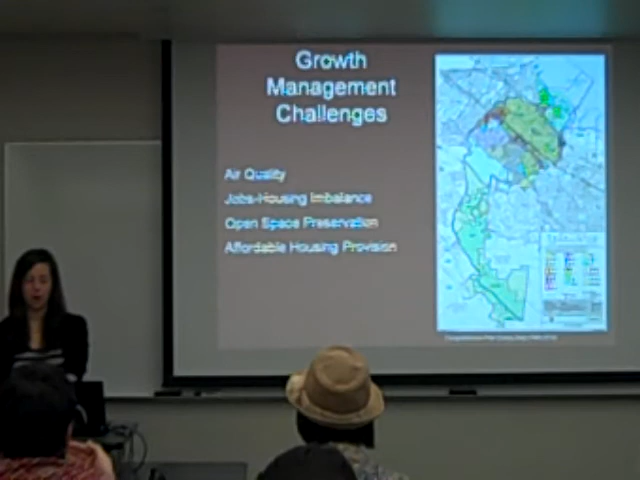 Growth
Management
Challenges
Air Quality
Jobs-Housing Imbalance
Open Space Preservation
Affordable Housing Provision